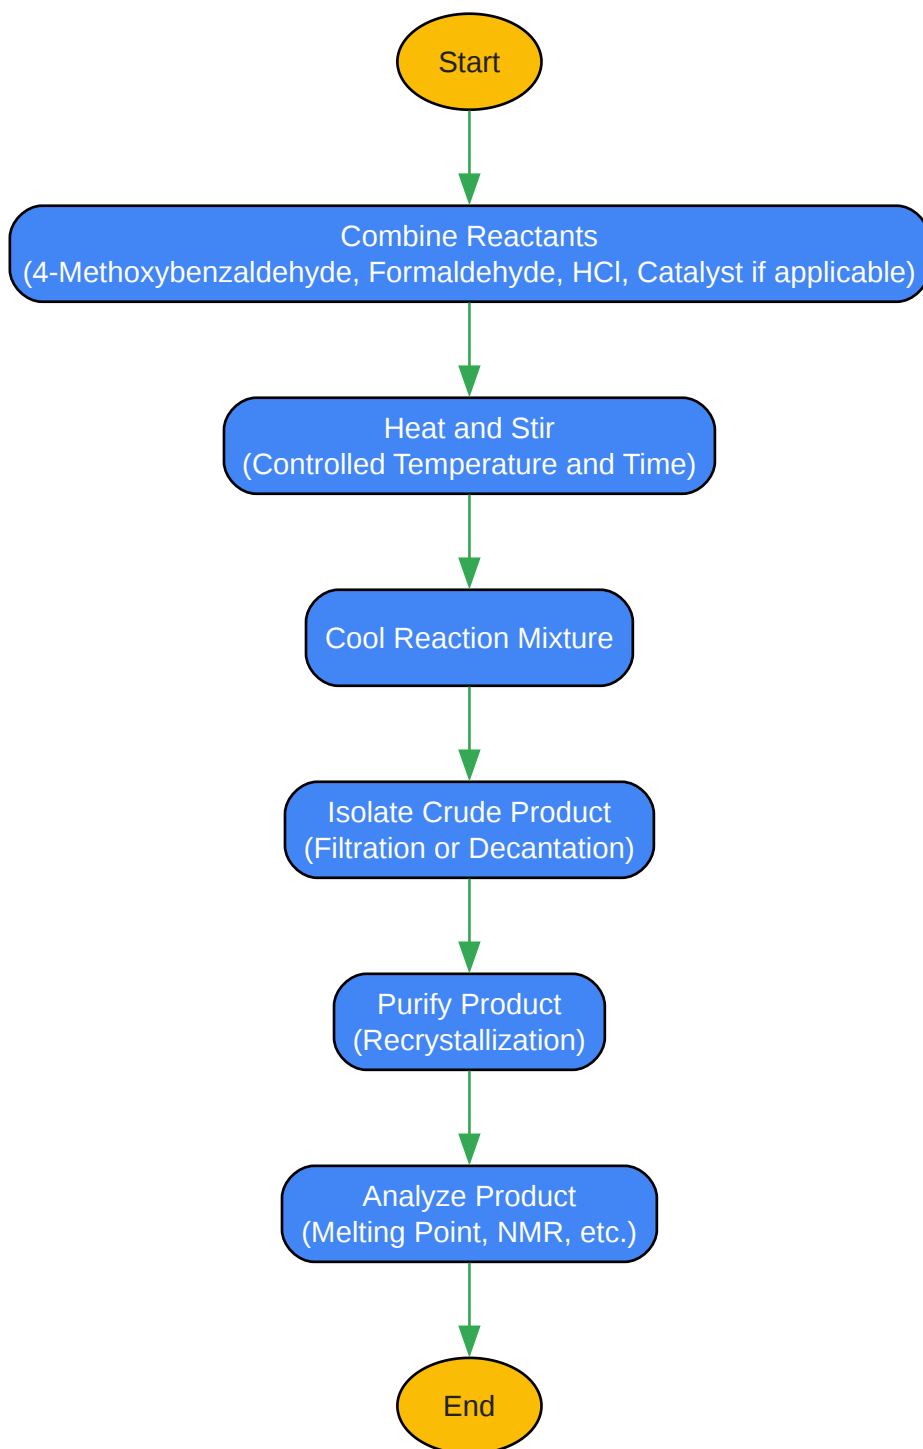 Start
Combine Reactants
(4-Methoxybenzaldehyde, Formaldehyde, HCl, Catalyst if applicable)
Heat and Stir
(Controlled Temperature and Time)
Cool Reaction Mixture
Isolate Crude Product
(Filtration or Decantation)
Purify Product
(Recrystallization)
Analyze Product
(Melting Point, NMR, etc.)
End